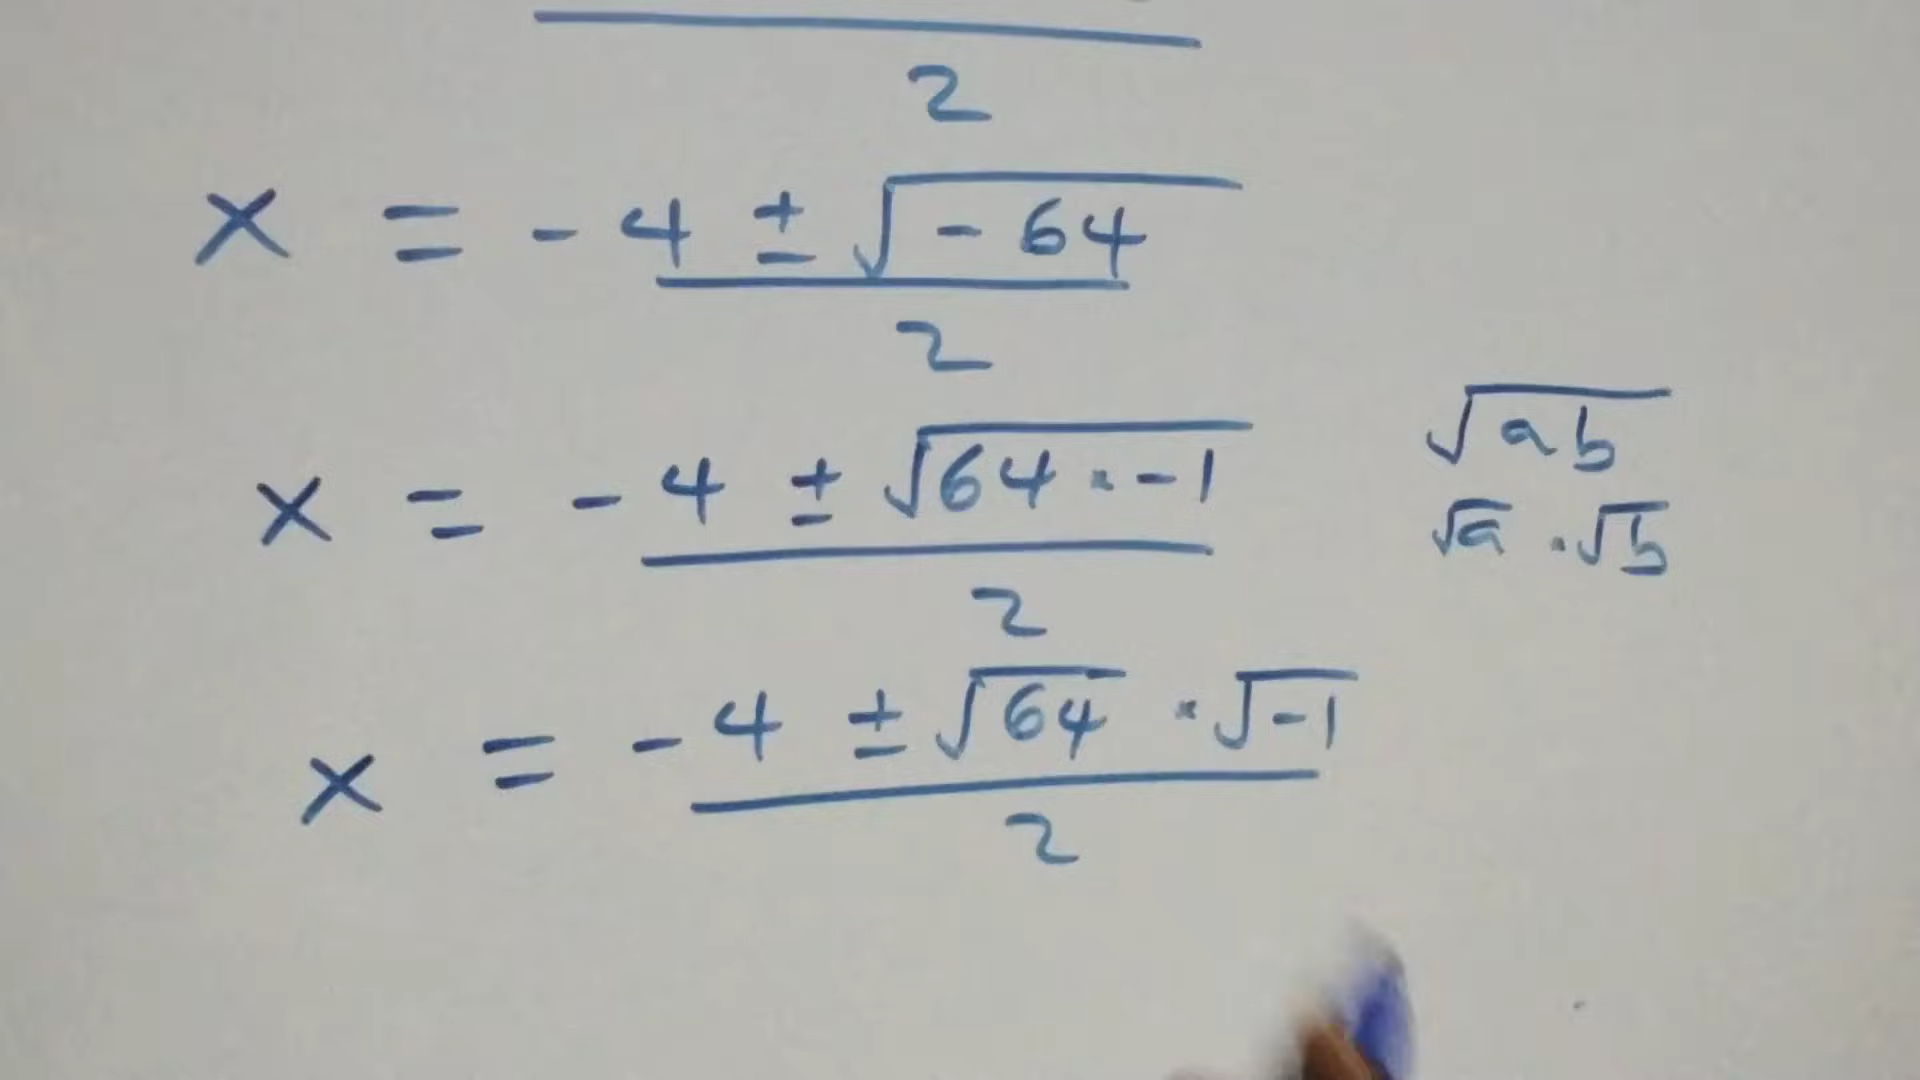 2
x = - 4 ± √- 64
2
x = - 4 ± √64 · -1
2
√ab
√a · √b
x = - 4 ± √64 · √-1
2